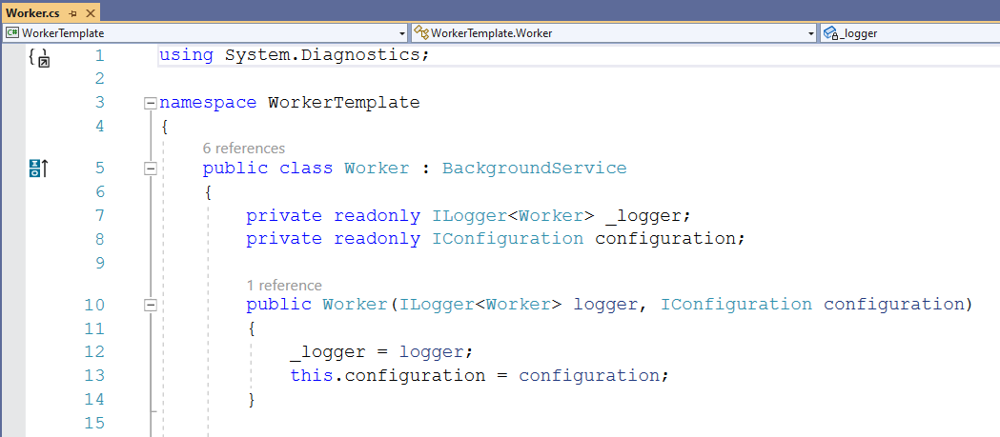 Worker.cs
C# WorkerTemplate WorkerTemplate.Worker _logger
1 using System.Diagnostics;
2
3 namespace WorkerTemplate
4 {
6 references
5 public class Worker : BackgroundService
6 {
7 private readonly ILogger<Worker> _logger;
8 private readonly IConfiguration configuration;
9
1 reference
10 public Worker(ILogger<Worker> logger, IConfiguration configuration)
11 {
12 _logger = logger;
13 this.configuration = configuration;
14 }
15